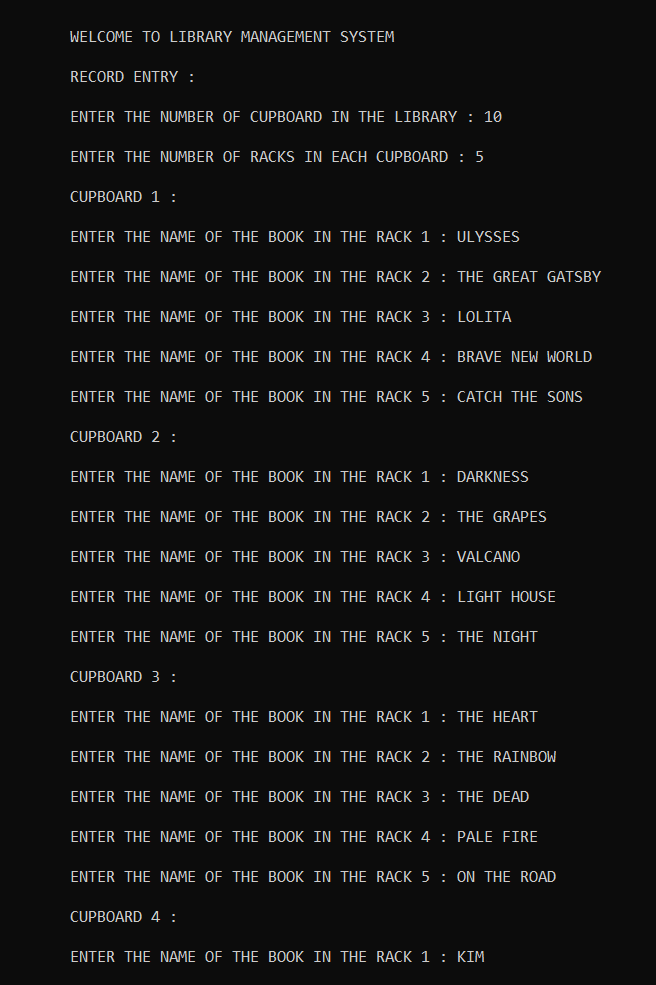 WELCOME TO LIBRARY MANAGEMENT SYSTEM
RECORD ENTRY :
ENTER THE NUMBER OF CUPBOARD IN THE LIBRARY : 10
ENTER THE NUMBER OF RACKS IN EACH CUPBOARD : 5
CUPBOARD 1 :
ENTER THE NAME OF THE BOOK IN THE RACK 1 : ULYSSES
ENTER THE NAME OF THE BOOK IN THE RACK 2 : THE GREAT GATSBY
ENTER THE NAME OF THE BOOK IN THE RACK 3 : LOLITA
ENTER THE NAME OF THE BOOK IN THE RACK 4 : BRAVE NEW WORLD
ENTER THE NAME OF THE BOOK IN THE RACK 5 : CATCH THE SONS
CUPBOARD 2 :
ENTER THE NAME OF THE BOOK IN THE RACK 1 : DARKNESS
ENTER THE NAME OF THE BOOK IN THE RACK 2 : THE GRAPES
ENTER THE NAME OF THE BOOK IN THE RACK 3 : VALCANO
ENTER THE NAME OF THE BOOK IN THE RACK 4 : LIGHT HOUSE
ENTER THE NAME OF THE BOOK IN THE RACK 5 : THE NIGHT
CUPBOARD 3 :
ENTER THE NAME OF THE BOOK IN THE RACK 1 : THE HEART
ENTER THE NAME OF THE BOOK IN THE RACK 2 : THE RAINBOW
ENTER THE NAME OF THE BOOK IN THE RACK 3 : THE DEAD
ENTER THE NAME OF THE BOOK IN THE RACK 4 : PALE FIRE
ENTER THE NAME OF THE BOOK IN THE RACK 5 : ON THE ROAD
CUPBOARD 4 :
ENTER THE NAME OF THE BOOK IN THE RACK 1 : KIM